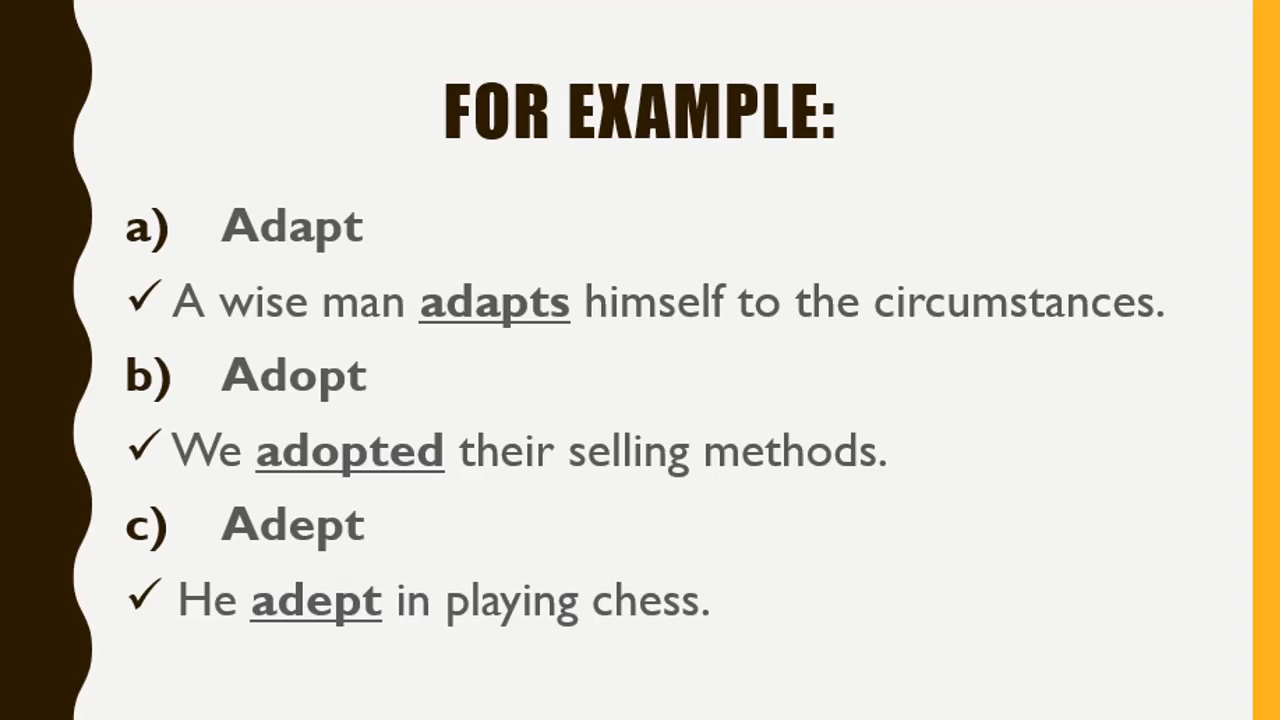 FOR EXAMPLE:
a) Adapt
✓ A wise man adapts himself to the circumstances.
b) Adopt
✓ We adopted their selling methods.
c) Adept
✓ He adept in playing chess.